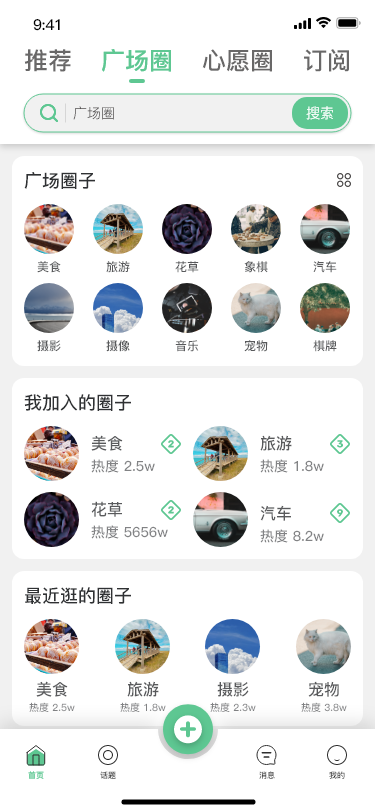 9:41
推荐 广场圈 心愿圈 订阅
广场圈 搜索
广场圈子
美食 旅游 花草 象棋 汽车
摄影 摄像 音乐 宠物 棋牌
我加入的圈子
美食 2 旅游 3
热度 2.5w 热度 1.8w
花草 2 汽车 9
热度 5656w 热度 8.2w
最近逛的圈子
美食 旅游 摄影 宠物
热度 2.5w 热度 1.8w 热度 2.3w 热度 3.8w
首页 话题 消息 我的